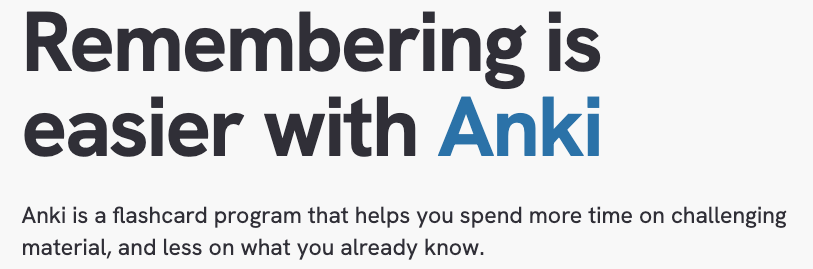 Remembering is
easier with Anki
Anki is a flashcard program that helps you spend more time on challenging
material, and less on what you already know.